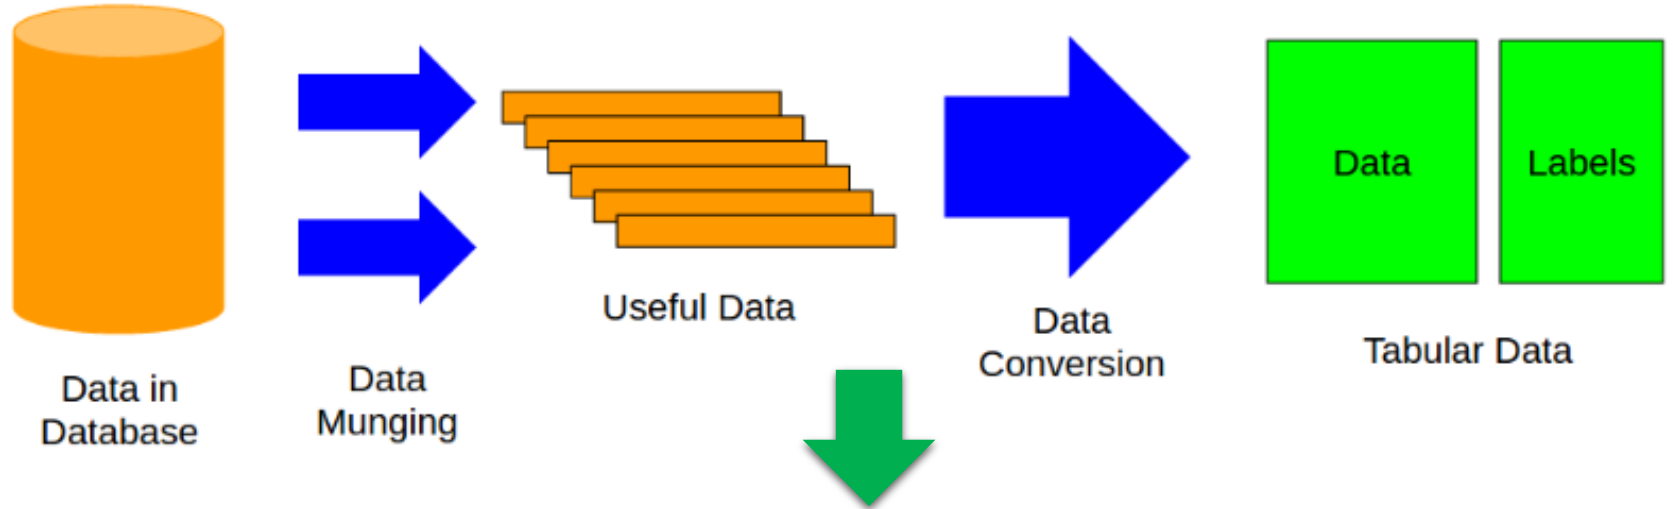 Data in
Database
Data
Munging
Useful Data
Data
Conversion
Data
Labels
Tabular Data